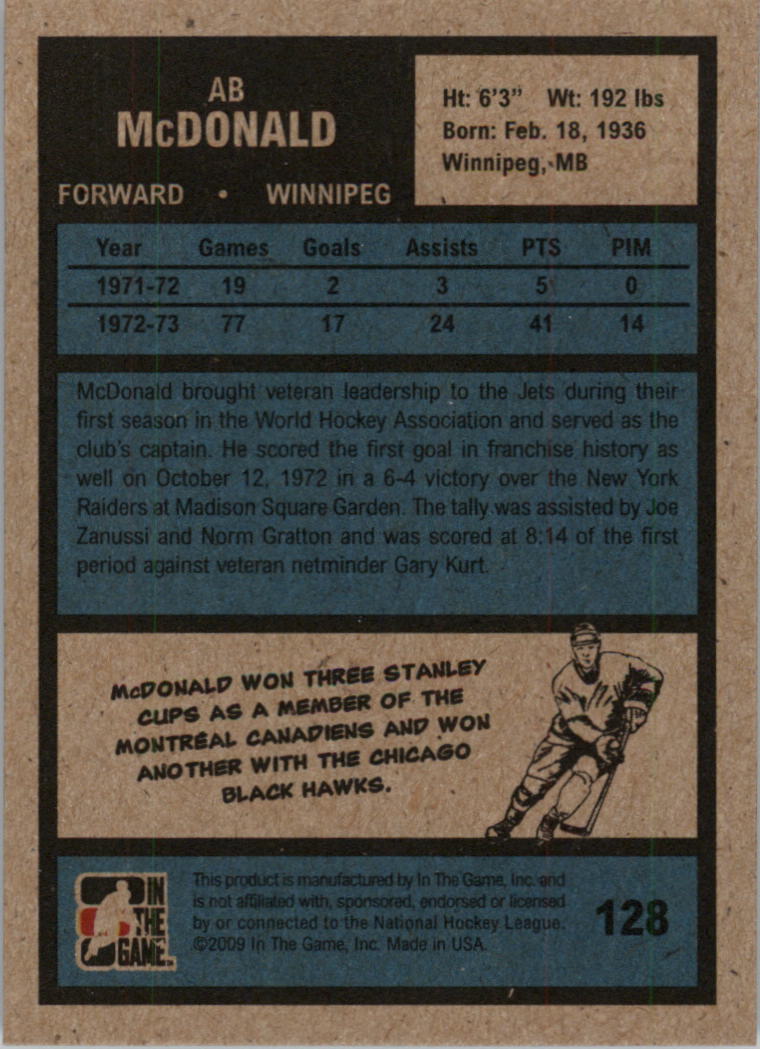 AB
McDONALD
FORWARD • WINNIPEG
Ht: 6'3" Wt: 192 lbs
Born: Feb. 18, 1936
Winnipeg, MB
Year Games Goals Assists PTS PIM
1971-72 19 2 3 5 0
1972-73 77 17 24 41 14
McDonald brought veteran leadership to the Jets during their
first season in the World Hockey Association and served as the
club's captain. He scored the first goal in franchise history as
well on October 12, 1972 in a 6-4 victory over the New York
Raiders at Madison Square Garden. The tally was assisted by Joe
Zanussi and Norm Gratton and was scored at 8:14 of the first
period against veteran netminder Gary Kurt.
McDONALD WON THREE STANLEY
CUPS AS A MEMBER OF THE
MONTREAL CANADIENS AND WON
ANOTHER WITH THE CHICAGO
BLACK HAWKS.
IN
THE
GAME™
This product is manufactured by In The Game, Inc. and
is not affiliated with, sponsored, endorsed or licensed
by or connected to the National Hockey League.
©2009 In The Game, Inc. Made in USA.
128